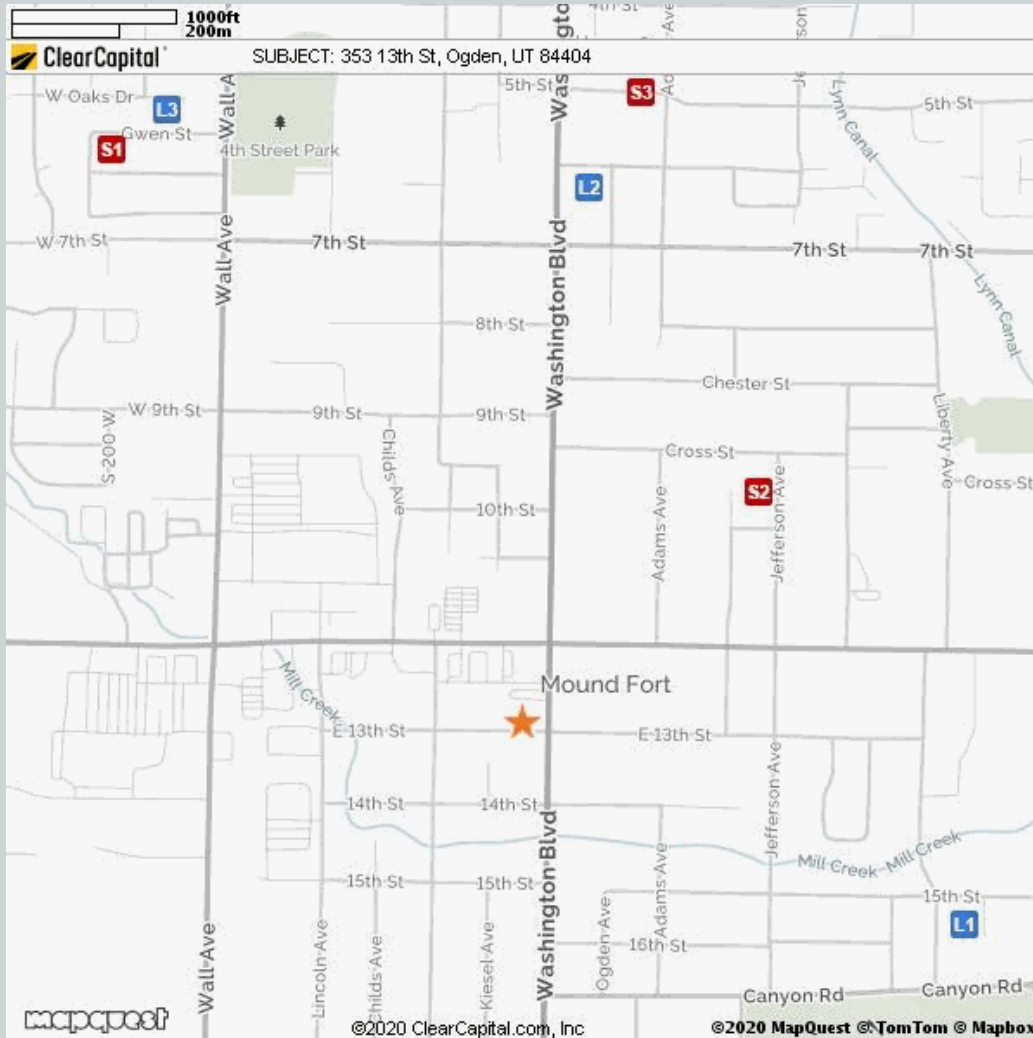 1000ft
200m
4th St
ClearCapital
SUBJECT: 353 13th St, Ogden, UT 84404
W Oaks Dr
L3
Gwen St
S1
Wall Ave
4th Street Park
5th St
S3
5th St
Lynn Canal
L2
W 7th St
7th St
7th St
7th St
Wall Ave
Washington Blvd
Lynn Canal
8th St
Chester St
W 9th St
9th St
9th St
Liberty Ave
S 200 W
Childs Ave
Cross St
Cross St
S2
10th St
Adams Ave
Jefferson Ave
Mound Fort
Mill Creek
E 13th St
E 13th St
14th St
14th St
Jefferson Ave
Washington Blvd
Mill Creek
Mill Creek
15th St
15th St
Adams Ave
15th St
L1
Wall Ave
Lincoln Ave
Childs Ave
Kiesel Ave
Ogden Ave
16th St
Canyon Rd
Canyon Rd
mapquest
©2020 ClearCapital.com, Inc
©2020 MapQuest © TomTom © Mapbox